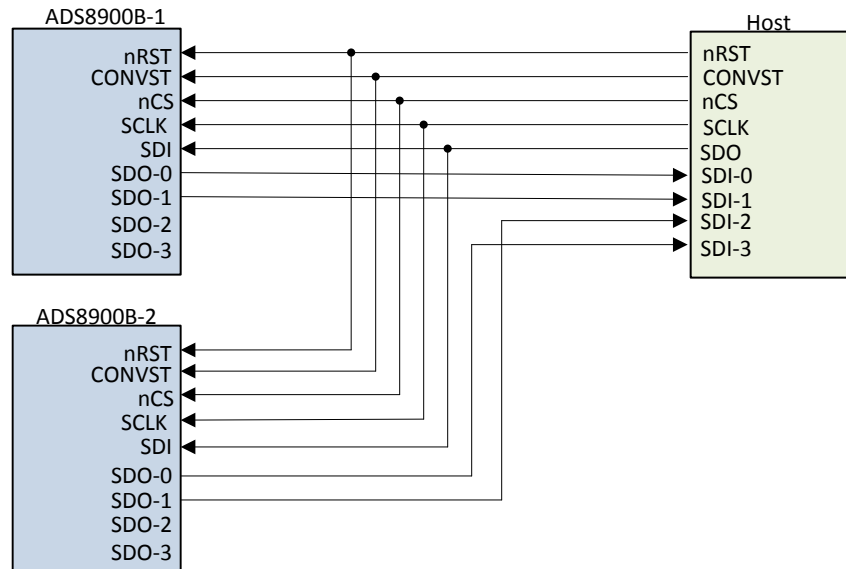 ADS8900B-1
nRST
CONVST
nCS
SCLK
SDI
SDO-0
SDO-1
SDO-2
SDO-3
Host
nRST
CONVST
nCS
SCLK
SDO
SDI-0
SDI-1
SDI-2
SDI-3
ADS8900B-2
nRST
CONVST
nCS
SCLK
SDI
SDO-0
SDO-1
SDO-2
SDO-3